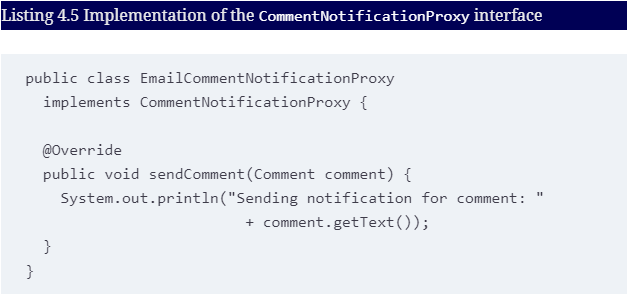 Listing 4.5 Implementation of the CommentNotificationProxy interface
public class EmailCommentNotificationProxy
  implements CommentNotificationProxy {
  @Override
  public void sendComment(Comment comment) {
    System.out.println("Sending notification for comment: "
                         + comment.getText());
  }
}